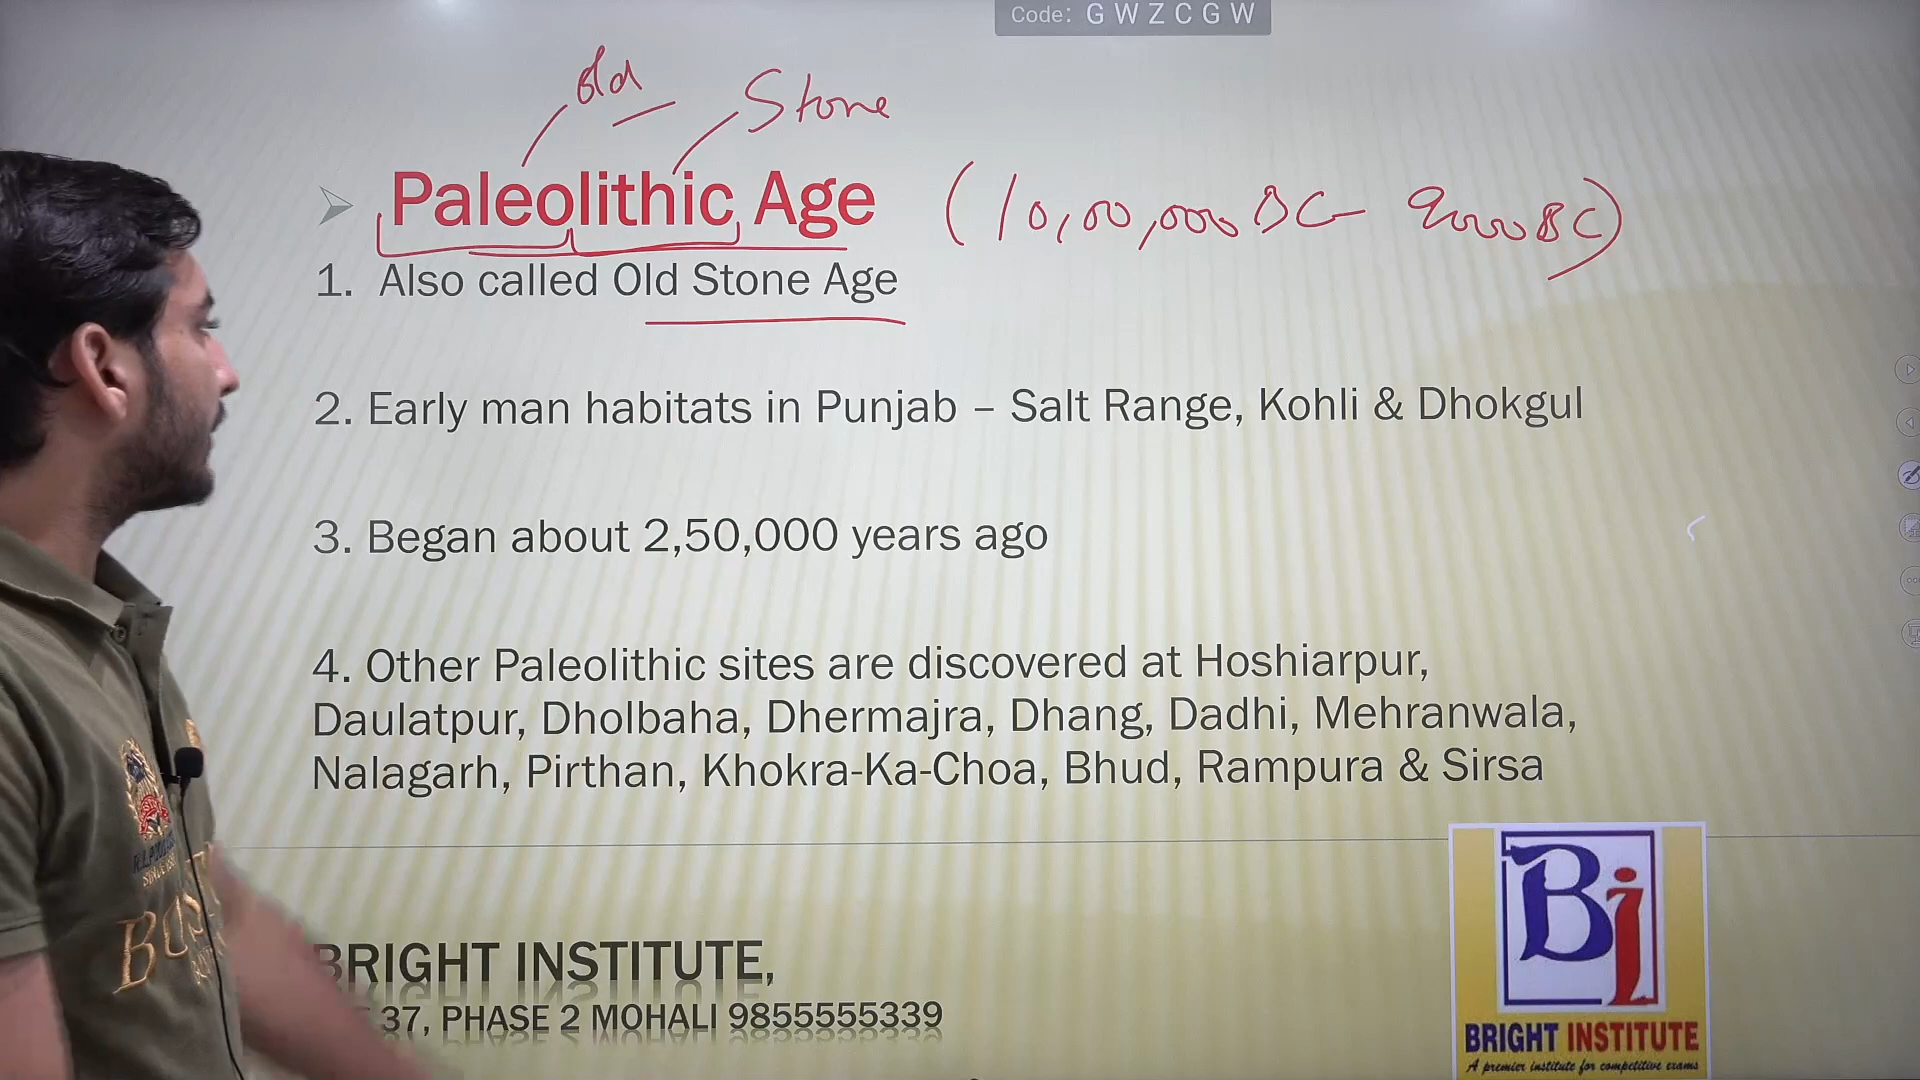 Code: G W Z C G W
Old
Stone
Paleolithic Age (10,00,000 BC - 9000 BC)
1. Also called Old Stone Age
2. Early man habitats in Punjab – Salt Range, Kohli & Dhokgul
3. Began about 2,50,000 years ago
4. Other Paleolithic sites are discovered at Hoshiarpur,
Daulatpur, Dholbaha, Dhermajra, Dhang, Dadhi, Mehranwala,
Nalagarh, Pirthan, Khokra-Ka-Choa, Bhud, Rampura & Sirsa
BRIGHT INSTITUTE,
37, PHASE 2 MOHALI 9855555339
Bi
BRIGHT INSTITUTE
A premier institute for competitive exams